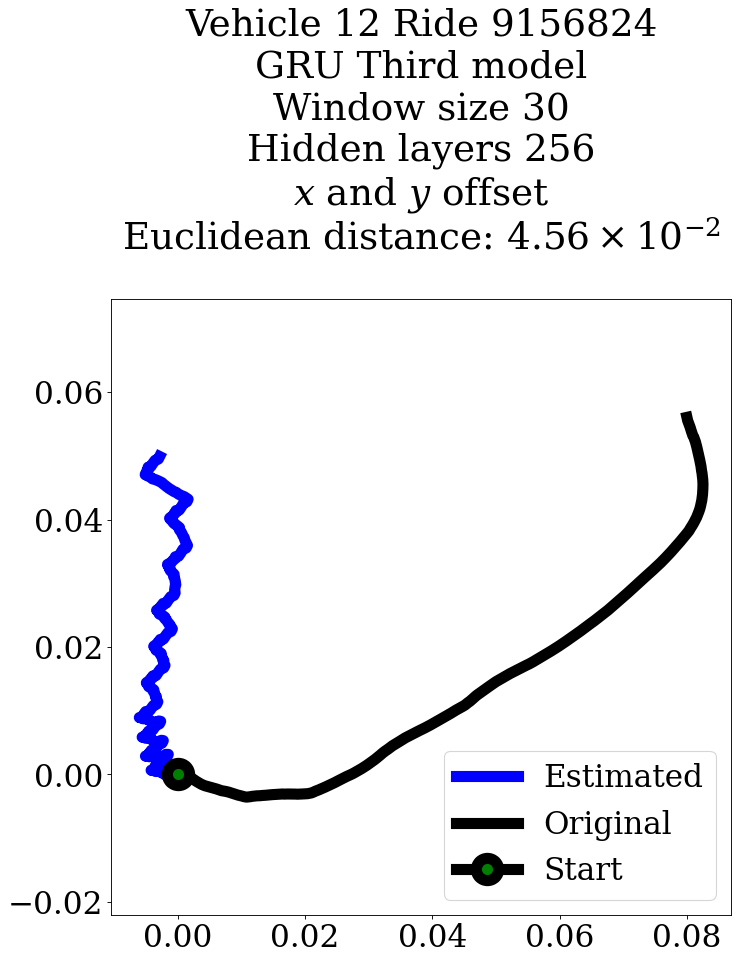 Vehicle 12 Ride 9156824
GRU Third model
Window size 30
Hidden layers 256
x and y offset
Euclidean distance: 4.56 × 10⁻²
0.06
0.04
0.02
0.00
−0.02
Estimated
Original
Start
0.00 0.02 0.04 0.06 0.08